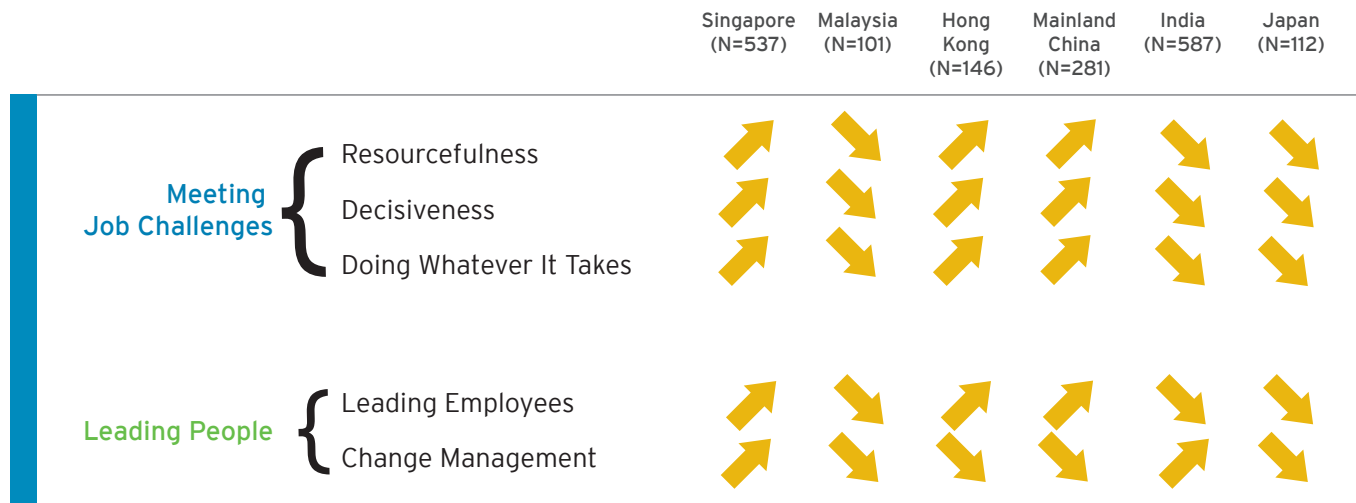 Singapore
(N=537)
Malaysia
(N=101)
Hong
Kong
(N=146)
Mainland
China
(N=281)
India
(N=587)
Japan
(N=112)
Meeting
Job Challenges
Resourcefulness
Decisiveness
Doing Whatever It Takes
Leading People
Leading Employees
Change Management